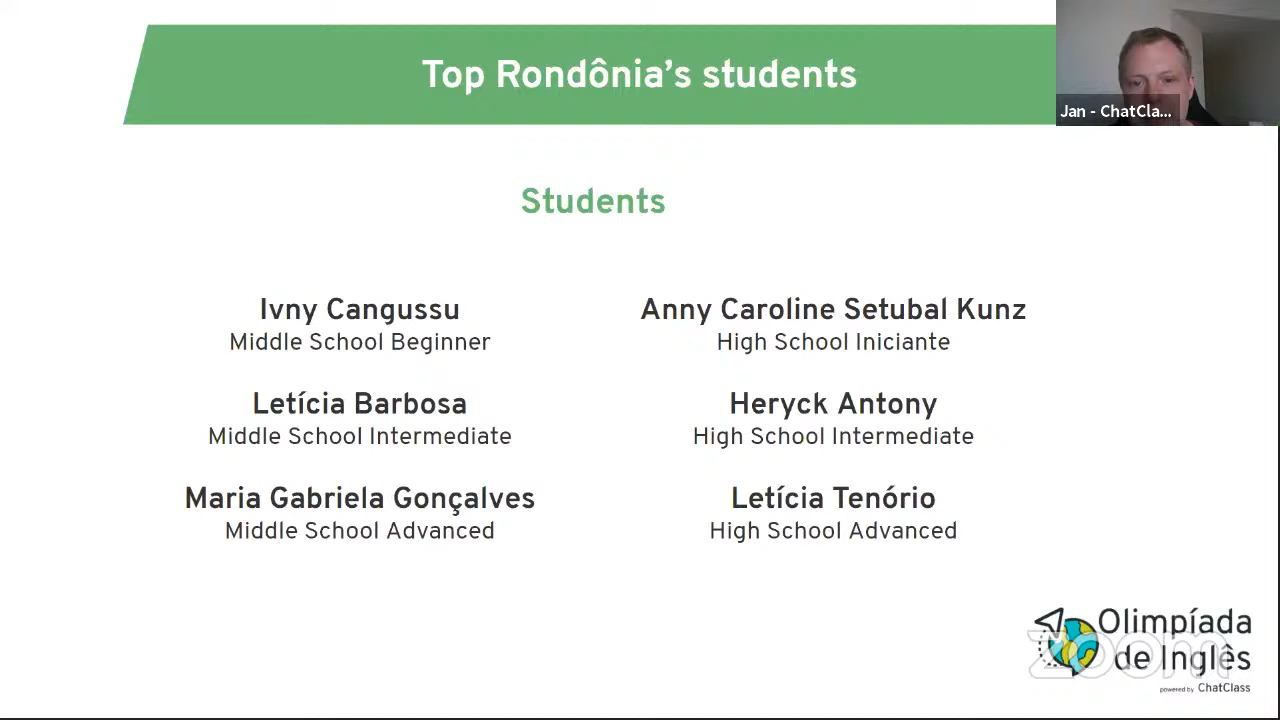 Top Rondônia's students
Jan - ChatCla...
Students
Ivny Cangussu
Middle School Beginner
Anny Caroline Setubal Kunz
High School Iniciante
Letícia Barbosa
Middle School Intermediate
Heryck Antony
High School Intermediate
Maria Gabriela Gonçalves
Middle School Advanced
Letícia Tenório
High School Advanced
Olimpíada
de Inglês
zoom
powered by ChatClass